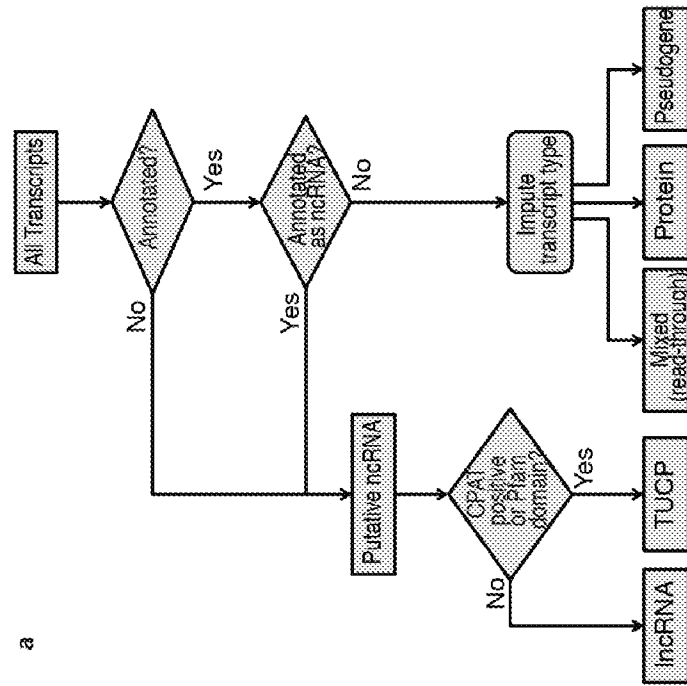 a
All Transcripts
Annotated?
No
Yes
Annotated
as ncRNA?
Yes
No
Putative ncRNA
Impute
transcript type
CPAT
positive
or Pfam
domain?
No
Yes
lncRNA
TUCP
Mixed
(read-through)
Protein
Pseudogene